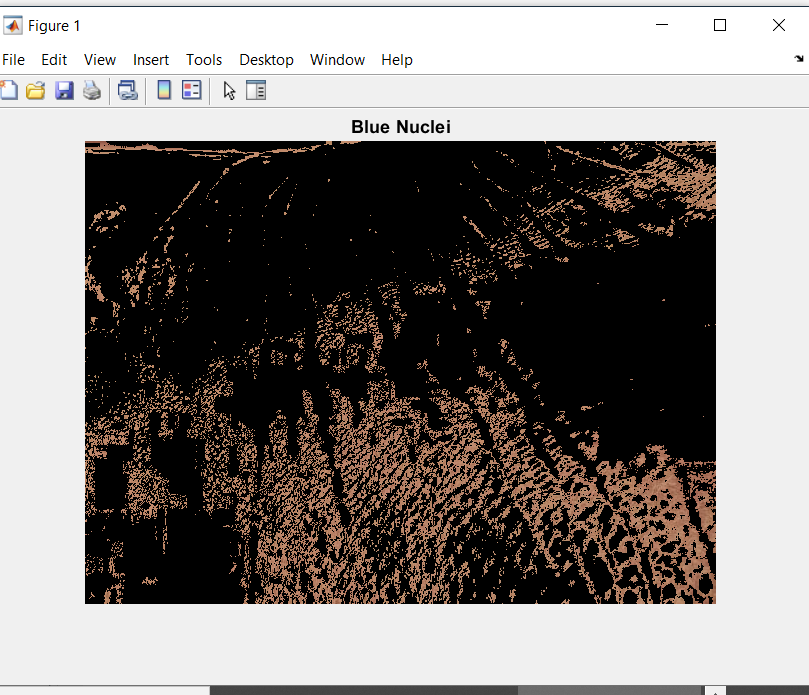 Figure 1
File Edit View Insert Tools Desktop Window Help
Blue Nuclei